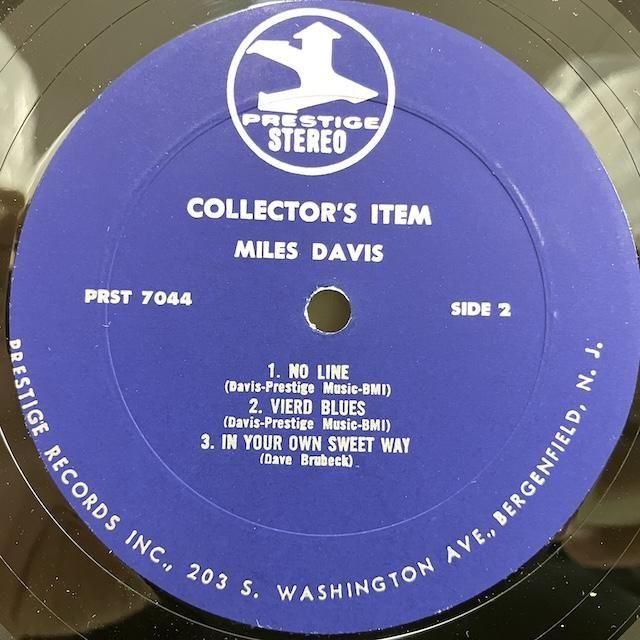 PRESTIGE
STEREO
COLLECTOR'S ITEM
MILES DAVIS
PRST 7044
SIDE 2
1. NO LINE
(Davis-Prestige Music-BMI)
2. VIERD BLUES
(Davis-Prestige Music-BMI)
3. IN YOUR OWN SWEET WAY
(Dave Brubeck)
PRESTIGE RECORDS INC., 203 S. WASHINGTON AVE., BERGENFIELD, N. J.